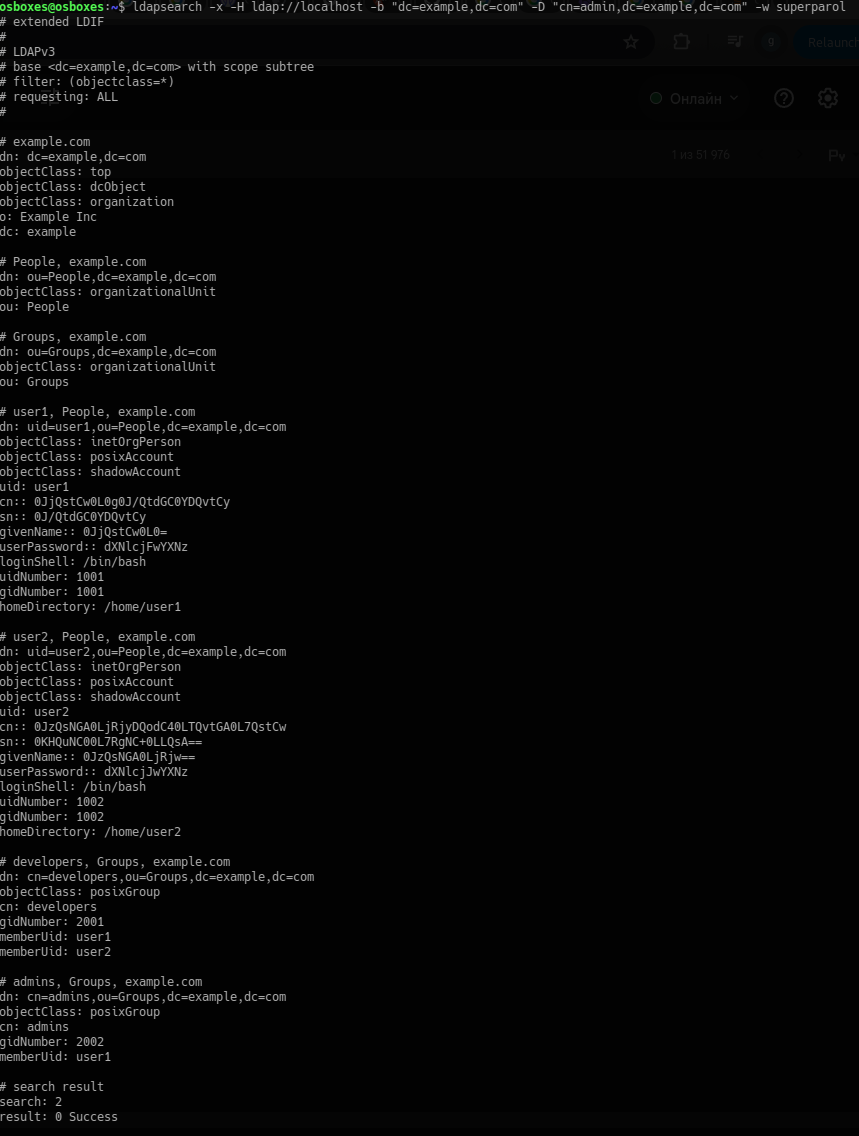 osboxes@osboxes:~$ ldapsearch -x -H ldap://localhost -b "dc=example,dc=com" -D "cn=admin,dc=example,dc=com" -w superparol
# extended LDIF
#
# LDAPv3
# base <dc=example,dc=com> with scope subtree
# filter: (objectclass=*)
# requesting: ALL
#
9
Relaunch
Онлайн
1 из 51 976
Ру
# example.com
dn: dc=example,dc=com
objectClass: top
objectClass: dcObject
objectClass: organization
o: Example Inc
dc: example
# People, example.com
dn: ou=People,dc=example,dc=com
objectClass: organizationalUnit
ou: People
# Groups, example.com
dn: ou=Groups,dc=example,dc=com
objectClass: organizationalUnit
ou: Groups
# user1, People, example.com
dn: uid=user1,ou=People,dc=example,dc=com
objectClass: inetOrgPerson
objectClass: posixAccount
objectClass: shadowAccount
uid: user1
cn:: 0JjQstCw0L0g0J/QtdGC0YDQvtCy
sn:: 0J/QtdGC0YDQvtCy
givenName:: 0JjQstCw0L0=
userPassword:: dXNlcjFwYXNz
loginShell: /bin/bash
uidNumber: 1001
gidNumber: 1001
homeDirectory: /home/user1
# user2, People, example.com
dn: uid=user2,ou=People,dc=example,dc=com
objectClass: inetOrgPerson
objectClass: posixAccount
objectClass: shadowAccount
uid: user2
cn:: 0JzQsNGA0LjRjyDQodC40LTQvtGA0L7QstCw
sn:: 0KHQuNC00L7RgNC+0LLQsA==
givenName:: 0JzQsNGA0LjRjw==
userPassword:: dXNlcjJwYXNz
loginShell: /bin/bash
uidNumber: 1002
gidNumber: 1002
homeDirectory: /home/user2
# developers, Groups, example.com
dn: cn=developers,ou=Groups,dc=example,dc=com
objectClass: posixGroup
cn: developers
gidNumber: 2001
memberUid: user1
memberUid: user2
# admins, Groups, example.com
dn: cn=admins,ou=Groups,dc=example,dc=com
objectClass: posixGroup
cn: admins
gidNumber: 2002
memberUid: user1
# search result
search: 2
result: 0 Success